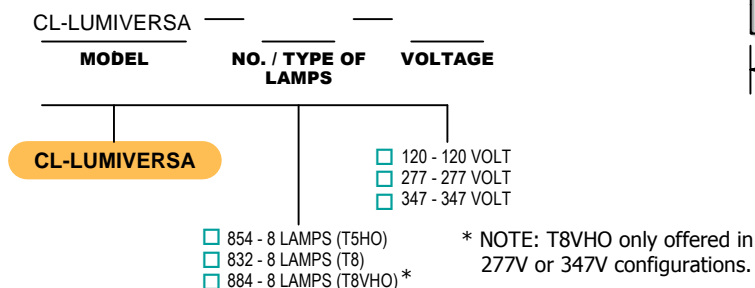 CL-LUMIVERSA
MODEL
NO. / TYPE OF
LAMPS
VOLTAGE
CL-LUMIVERSA
120 - 120 VOLT
277 - 277 VOLT
347 - 347 VOLT
854 - 8 LAMPS (T5HO)
832 - 8 LAMPS (T8)
884 - 8 LAMPS (T8VHO)*
* NOTE: T8VHO only offered in
277V or 347V configurations.